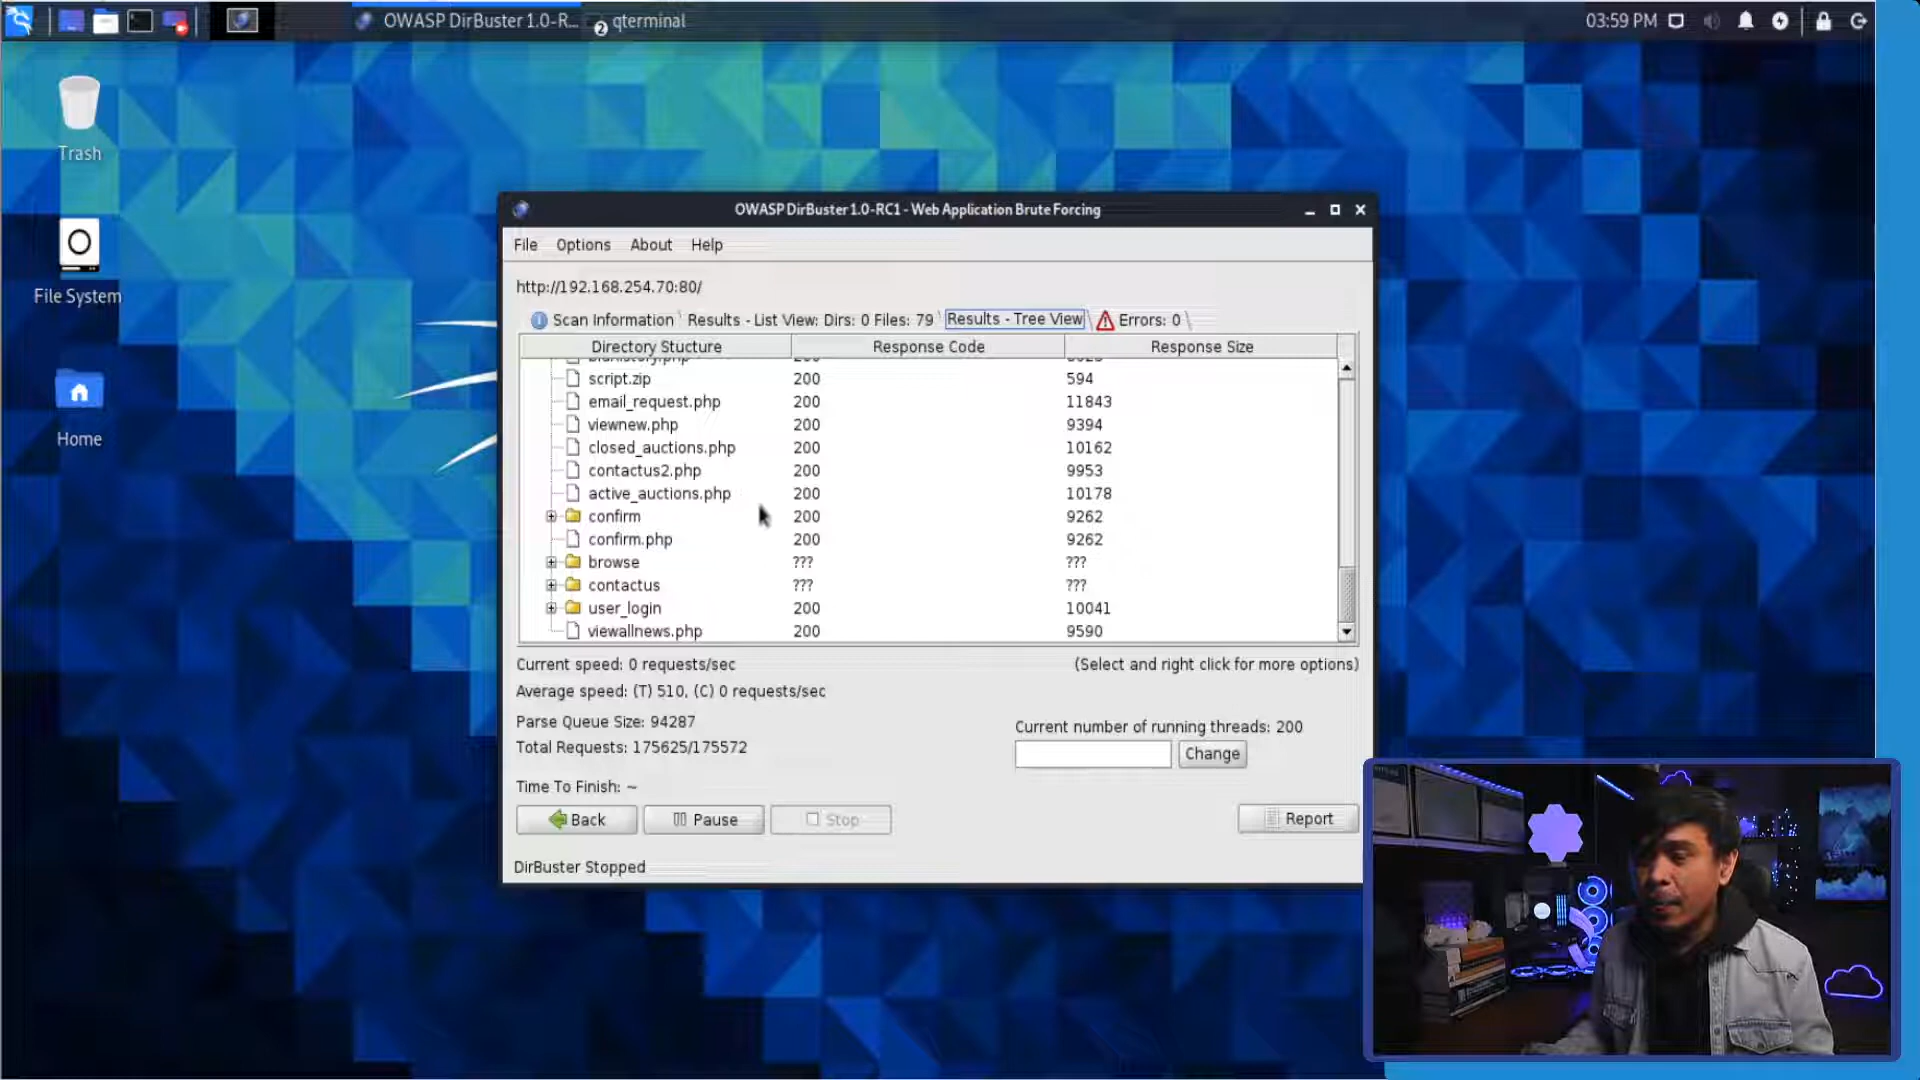 OWASP DirBuster 1.0-R...
2 qterminal
03:59 PM
Trash
File System
Home
OWASP DirBuster 1.0-RC1 - Web Application Brute Forcing
File Options About Help
http://192.168.254.70:80/
Scan Information Results - List View: Dirs: 0 Files: 79 Results - Tree View Errors: 0
Directory Stucture Response Code Response Size
script.zip 200 594
email_request.php 200 11843
viewnew.php 200 9394
closed_auctions.php 200 10162
contactus2.php 200 9953
active_auctions.php 200 10178
confirm 200 9262
confirm.php 200 9262
browse ??? ???
contactus ??? ???
user_login 200 10041
viewallnews.php 200 9590
Current speed: 0 requests/sec (Select and right click for more options)
Average speed: (T) 510, (C) 0 requests/sec
Parse Queue Size: 94287
Current number of running threads: 200
Total Requests: 175625/175572
Change
Time To Finish: ~
Back Pause Stop Report
DirBuster Stopped